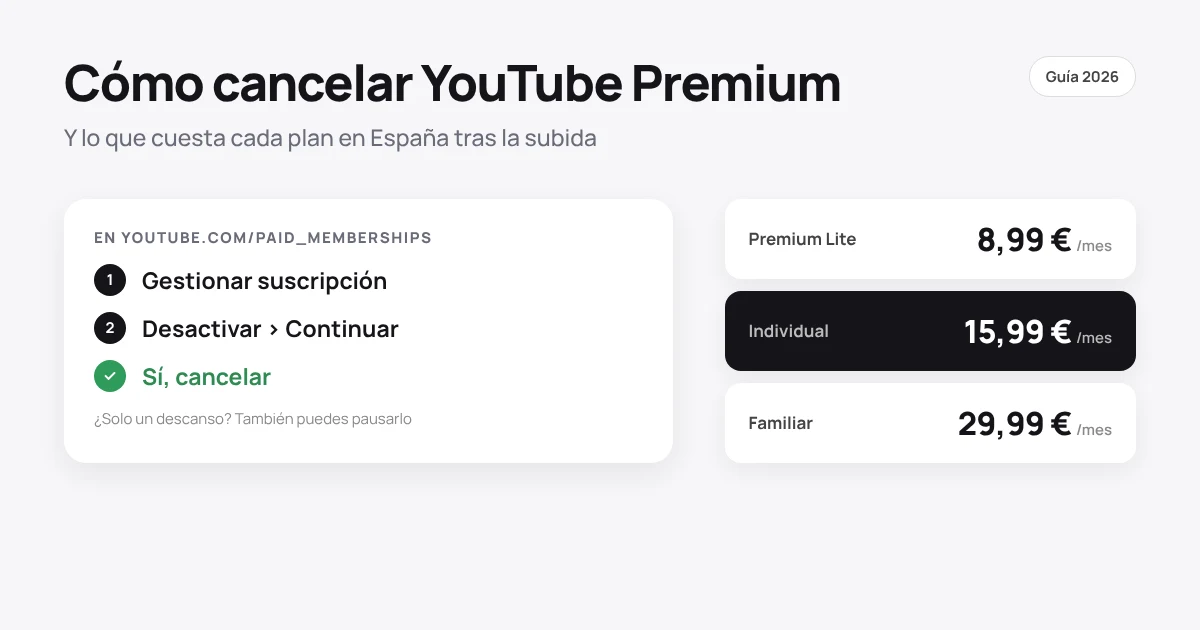 Cómo cancelar YouTube Premium
Guía 2026
Y lo que cuesta cada plan en España tras la subida
EN YOUTUBE.COM/PAID_MEMBERSHIPS
1 Gestionar suscripción
2 Desactivar › Continuar
Sí, cancelar
¿Solo un descanso? También puedes pausarlo
Premium Lite 8,99 € /mes
Individual 15,99 € /mes
Familiar 29,99 € /mes